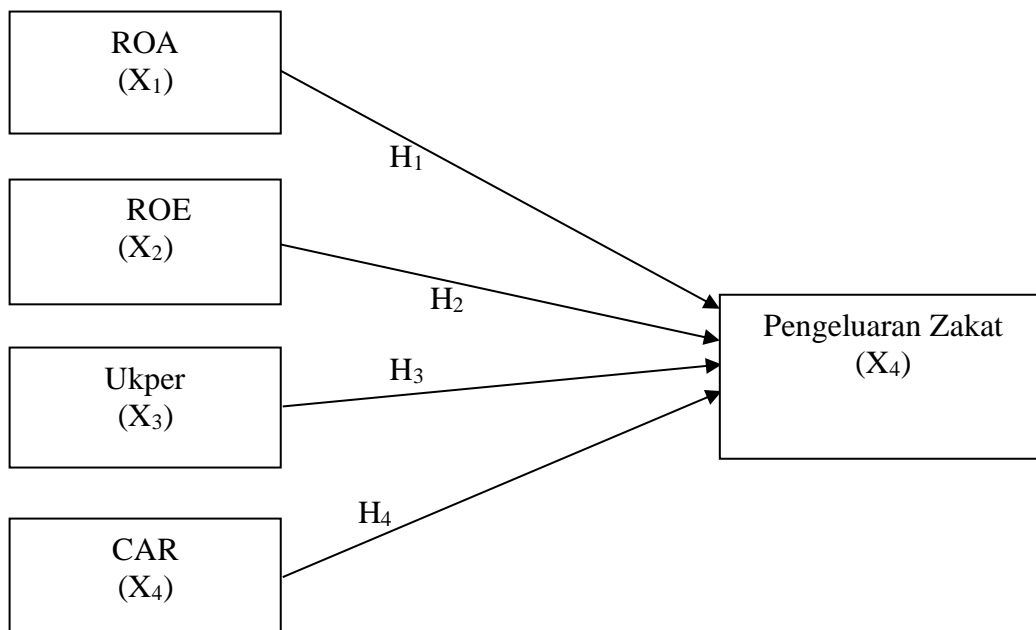 ROA
(X₁)
H₁
ROE
(X₂)
H₂
Pengeluaran Zakat
(X₄)
Ukper
(X₃)
H₃
H₄
CAR
(X₄)